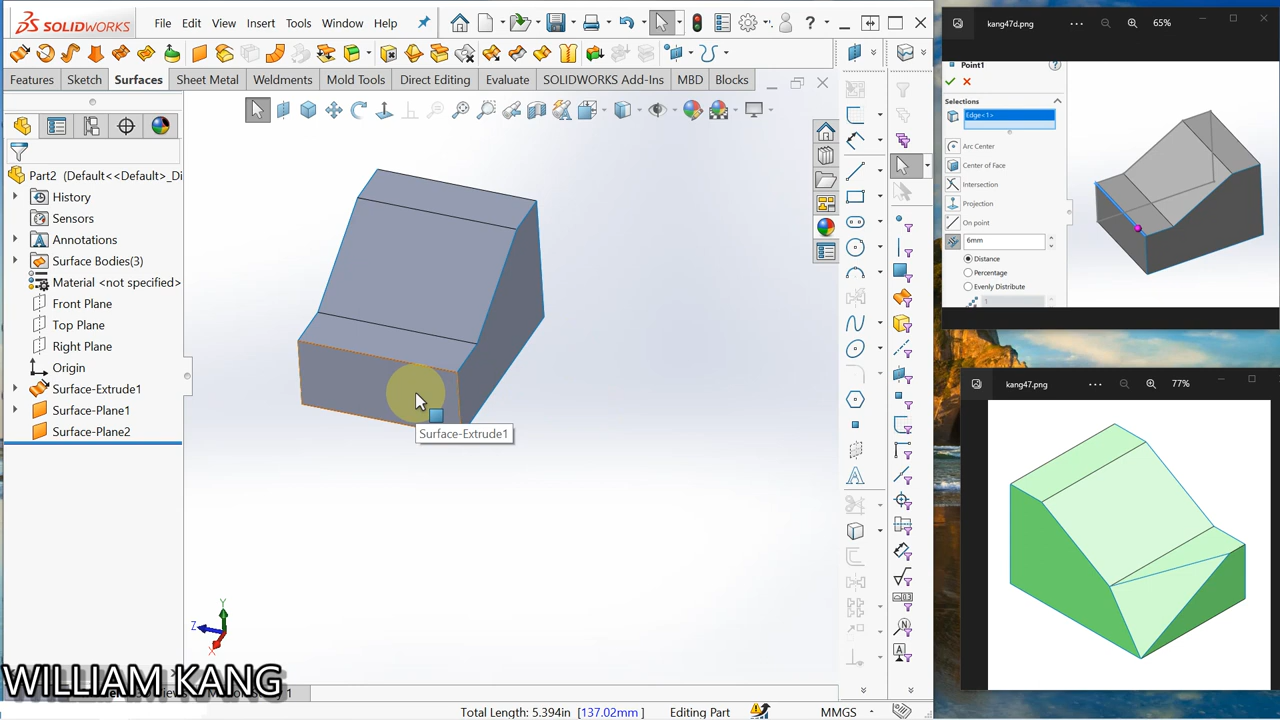 SOLIDWORKS File Edit View Insert Tools Window Help
Features Sketch Surfaces Sheet Metal Weldments Mold Tools Direct Editing Evaluate SOLIDWORKS Add-Ins MBD Blocks
Part2 (Default<<Default>_Di
History
Sensors
Annotations
Surface Bodies(3)
Material <not specified>
Front Plane
Top Plane
Right Plane
Origin
Surface-Extrude1
Surface-Plane1
Surface-Plane2
Surface-Extrude1
Y
Z
X
WILLIAM KANG
Total Length: 5.394in [137.02mm] Editing Part MMGS
kang47d.png 65%
Point1
Selections
Edge<1>
Arc Center
Center of Face
Intersection
Projection
On point
6mm
Distance
Percentage
Evenly Distribute
1
kang47.png 77%